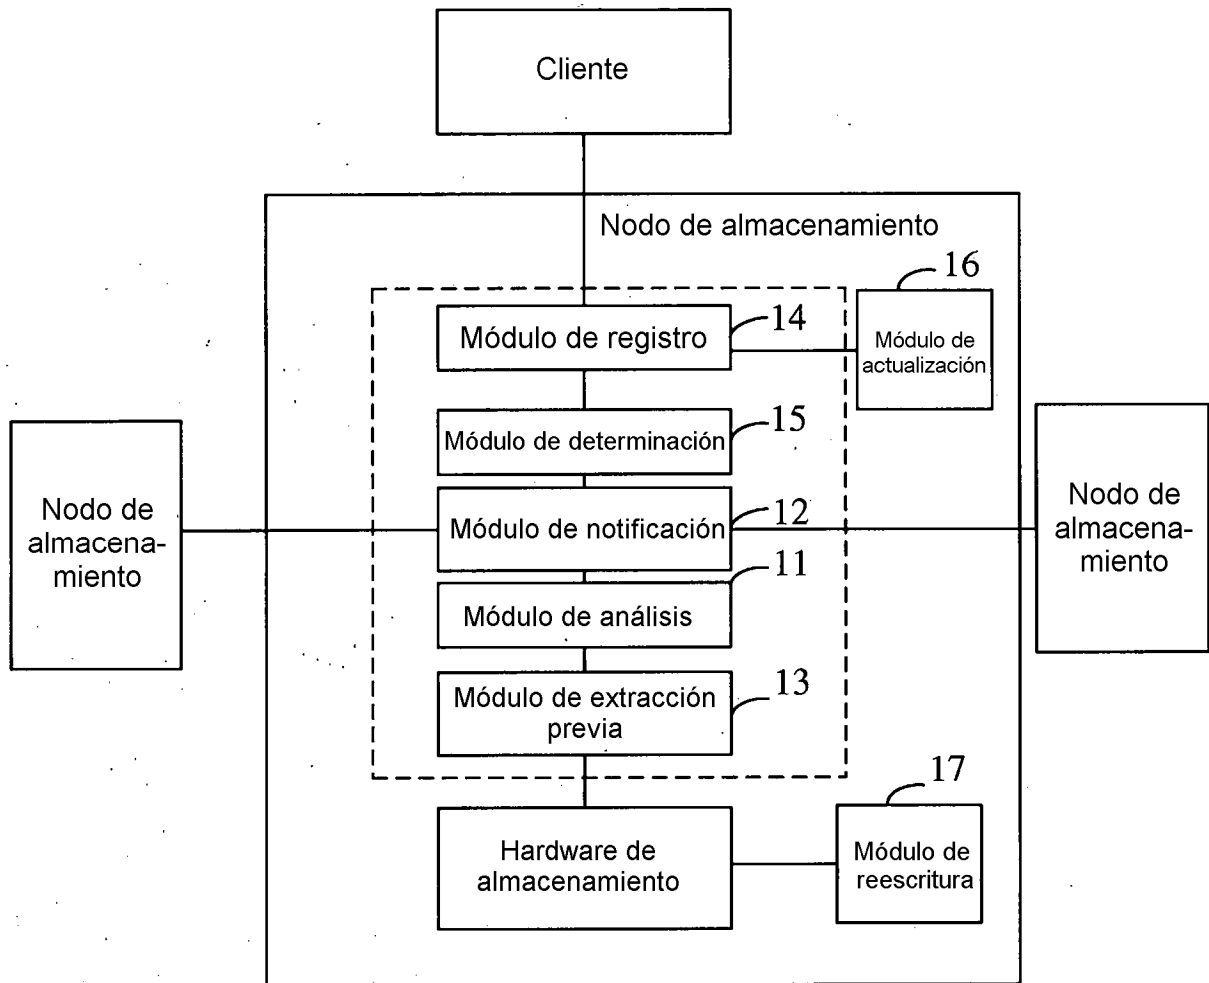 Cliente
Nodo de almacenamiento
16
Módulo de registro
14
Módulo de
actualización
Módulo de determinación
15
Nodo de
almacena-
miento
Módulo de notificación
12
Nodo de
almacena-
miento
11
Módulo de análisis
Módulo de extracción
previa
13
17
Hardware de
almacenamiento
Módulo de
reescritura